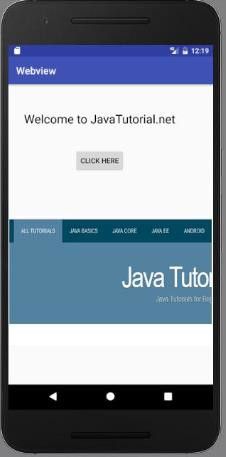 12:19
Webview
Welcome to JavaTutorial.net
CLICK HERE
ALL TUTORIALS JAVA BASICS JAVA CORE JAVA EE ANDROID
Java Tutor
Java Tutorials for Beg